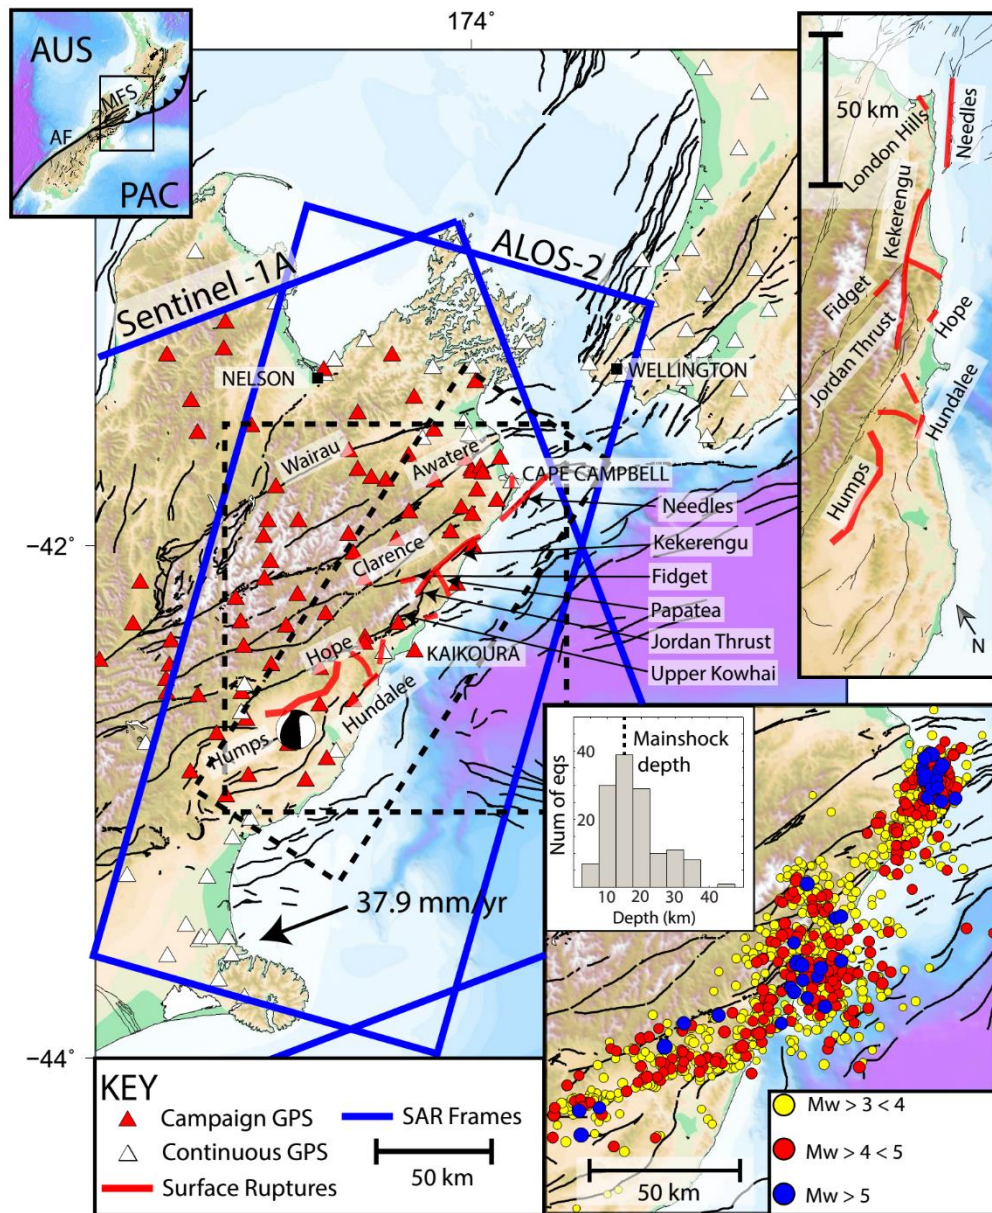 174˚
AUS
MFS
AF
PAC
Sentinel -1A
ALOS-2
NELSON
WELLINGTON
Wairau
Awatere
CAPE CAMPBELL
Needles
−42˚
Kekerengu
Clarence
Fidget
Papatea
Jordan Thrust
Hope
KAIKOURA
Upper Kowhai
Hundalee
Humps
37.9 mm/yr
−44˚
KEY
Campaign GPS
SAR Frames
Continuous GPS
50 km
Surface Ruptures
50 km
London Hills
Needles
Kekerengu
Fidget
Hope
Jordan Thrust
Hundalee
Humps
N
Mainshock
depth
Num of eqs
40
20
10 20 30 40
Depth (km)
50 km
Mw > 3 < 4
Mw > 4 < 5
Mw > 5